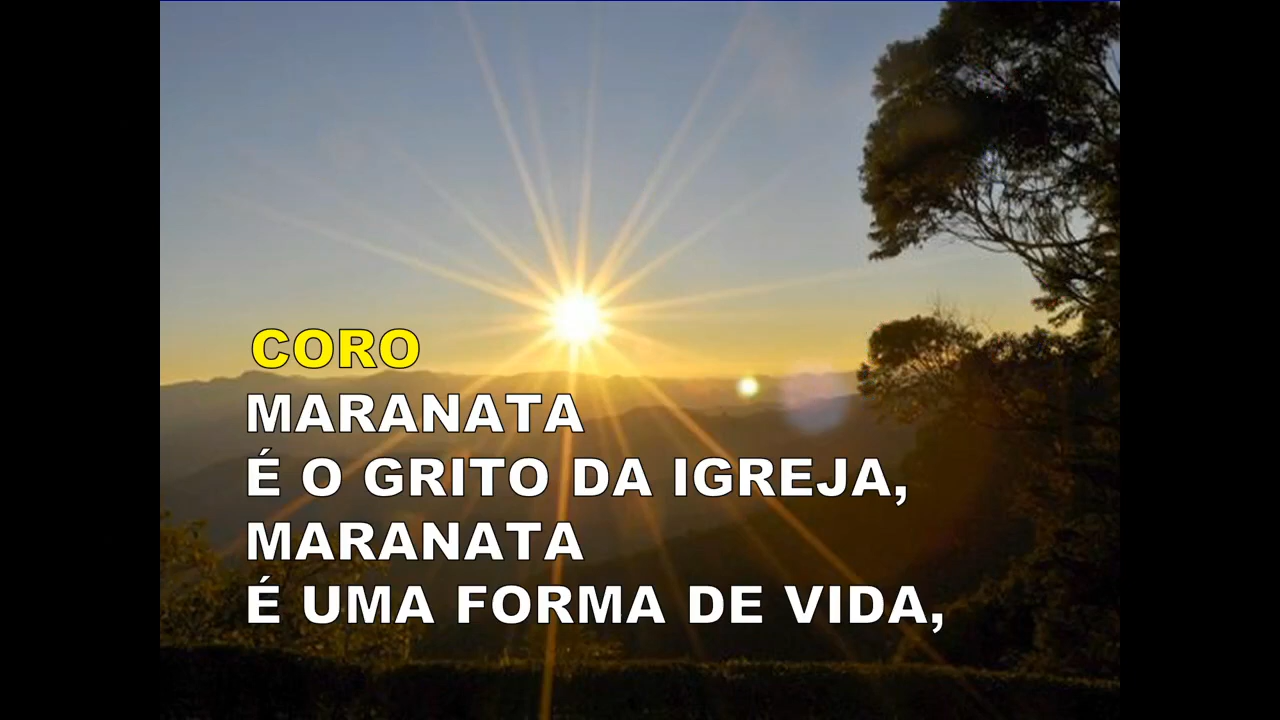 CORO
MARANATA
É O GRITO DA IGREJA,
MARANATA
É UMA FORMA DE VIDA,